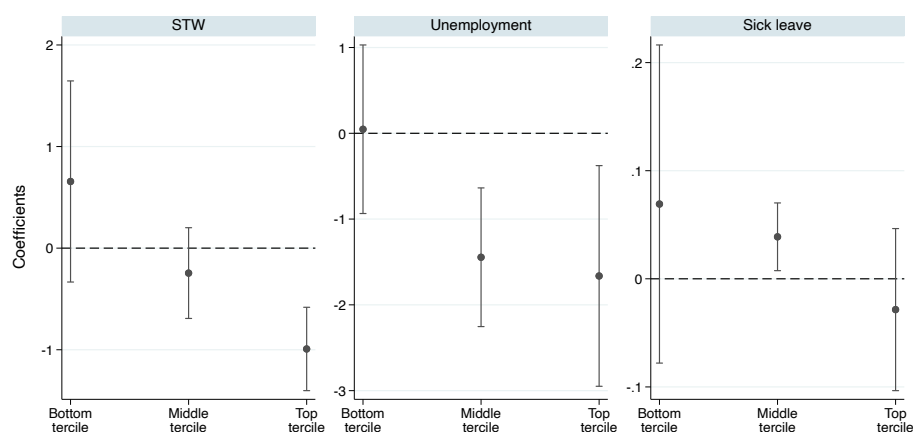 STW
Unemployment
Sick leave
Coefficients
2
1
0
-1
1
0
-1
-2
-3
.2
.1
0
-.1
Bottom
tercile
Middle
tercile
Top
tercile
Bottom
tercile
Middle
tercile
Top
tercile
Bottom
tercile
Middle
tercile
Top
tercile